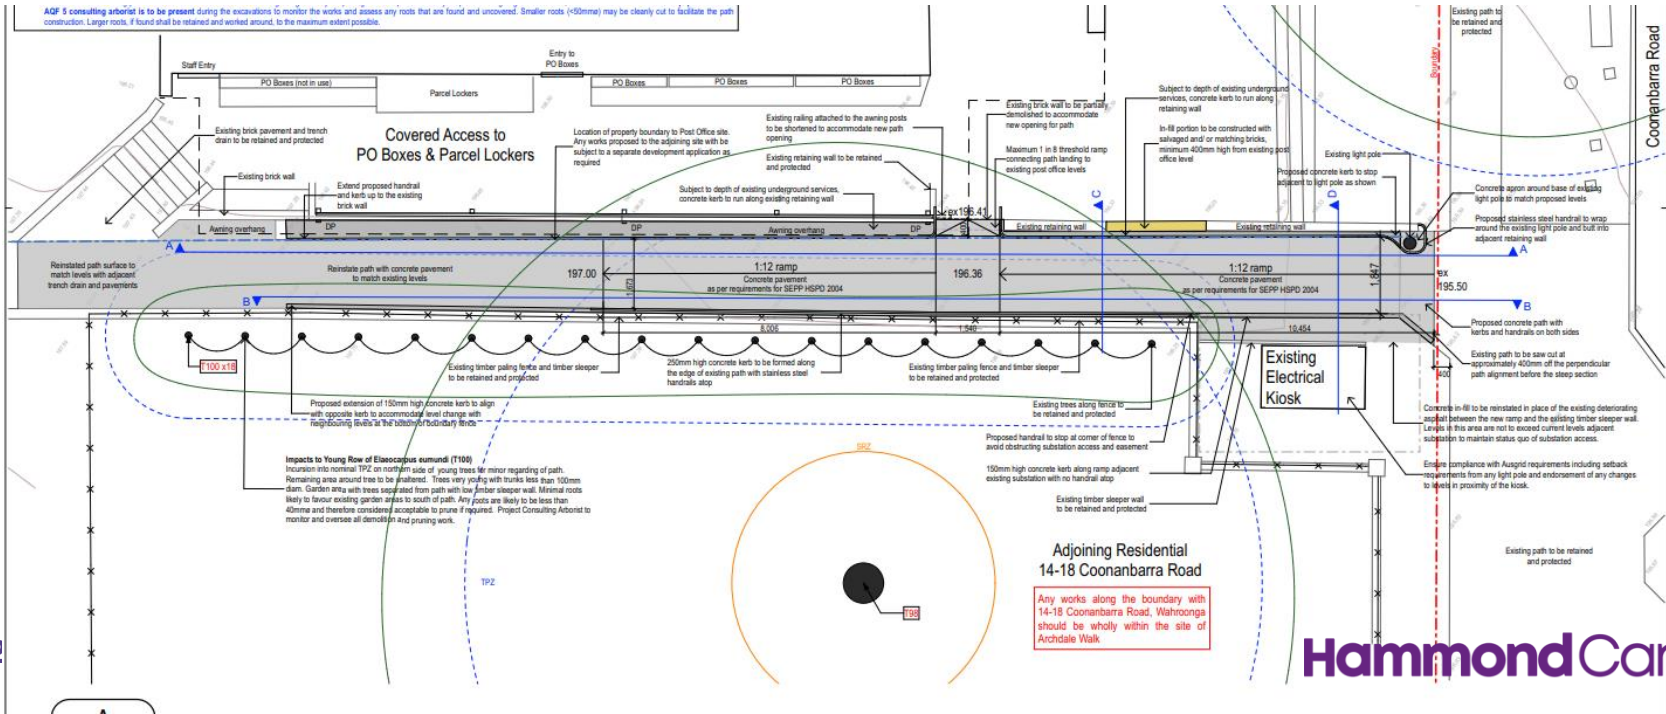 AQF 5 consulting arborist is to be present during the excavations to monitor the works and assess any roots that are found and uncovered. Smaller roots (<50mmø) may be cleanly cut to facilitate the path
construction. Larger roots, if found shall be retained and worked around, to the maximum extent possible.
Existing path to
be retained and
protected
Boundary
Coonanbarra Road
Staff Entry
Entry to
PO Boxes
PO Boxes (not in use)
Parcel Lockers
PO Boxes
PO Boxes
PO Boxes
Existing brick pavement and trench
drain to be retained and protected
Covered Access to
PO Boxes & Parcel Lockers
Location of property boundary to Post Office site.
Any works proposed to the adjoining site with be
subject to a separate development application as
required
Existing railing attached to the awning posts
to be shortened to accommodate new path
opening
Existing retaining wall to be retained
and protected
Existing brick wall to be partially
demolished to accommodate
new opening for path
Maximum 1 in 8 threshold ramp
connecting path landing to
existing post office levels
Subject to depth of existing underground
services, concrete kerb to run along
retaining wall
In-fill portion to be constructed with
salvaged and/ or matching bricks,
minimum 400mm high from existing post
office level
Existing light pole
Proposed concrete kerb to stop
adjacent to light pole as shown
Concrete apron around base of existing
light pole to match proposed levels
Proposed stainless steel handrail to wrap
around the existing light pole and butt into
adjacent retaining wall
Existing brick wall
Extend proposed handrail
and kerb up to the existing
brick wall
Subject to depth of existing underground services,
concrete kerb to run along existing retaining wall
C
D
ex196.41
Awning overhang
DP
DP
Awning overhang
DP
Existing retaining wall
Existing retaining wall
A
A
Reinstated path surface to
match levels with adjacent
trench drain and pavements
Reinstate path with concrete pavement
to match existing levels
197.00
1:12 ramp
Concrete pavement
as per requirements for SEPP HSPD 2004
196.36
1:12 ramp
Concrete pavement
as per requirements for SEPP HSPD 2004
1,847
ex
195.50
B
B
8,006
1,540
10,454
Proposed concrete path with
kerbs and handrails on both sides
T100 x18
Existing timber paling fence and timber sleeper
to be retained and protected
250mm high concrete kerb to be formed along
the edge of existing path with stainless steel
handrails atop
Existing timber paling fence and timber sleeper
to be retained and protected
Existing
Electrical
Kiosk
400
Existing path to be saw cut at
approximately 400mm off the perpendicular
path alignment before the steep section
Proposed extension of 150mm high concrete kerb to align
with opposite kerb to accommodate level change with
neighbouring levels at the bottom of boundary fence
Existing trees along fence to
be retained and protected
Concrete in-fill to be reinstated in place of the existing deteriorating
asphalt between the new ramp and the existing timber sleeper wall.
Levels in this area are not to exceed current levels adjacent
substation to maintain status quo of substation access.
Proposed handrail to stop at corner of fence to
avoid obstructing substation access and easement
SRZ
Impacts to Young Row of Elaeocarpus eumundi (T100)
Incursion into nominal TPZ on northern side of young trees for minor regarding of path.
Remaining area around tree to be unaltered. Trees very young with trunks less than 100mm
diam. Garden area with trees separated from path with low timber sleeper wall. Minimal roots
likely to favour existing garden areas to south of path. Any roots are likely to be less than
40mmø and therefore considered acceptable to prune if required. Project Consulting Arborist to
monitor and oversee all demolition and pruning work.
150mm high concrete kerb along ramp adjacent
existing substation with no handrail atop
Ensure compliance with Ausgrid requirements including setback
requirements from any light pole and endorsement of any changes
to levels in proximity of the kiosk.
Existing timber sleeper wall
to be retained and protected
Adjoining Residential
14-18 Coonanbarra Road
Existing path to be retained
and protected
TPZ
T98
Any works along the boundary with
14-18 Coonanbarra Road, Wahroonga
should be wholly within the site of
Archdale Walk
HammondCar